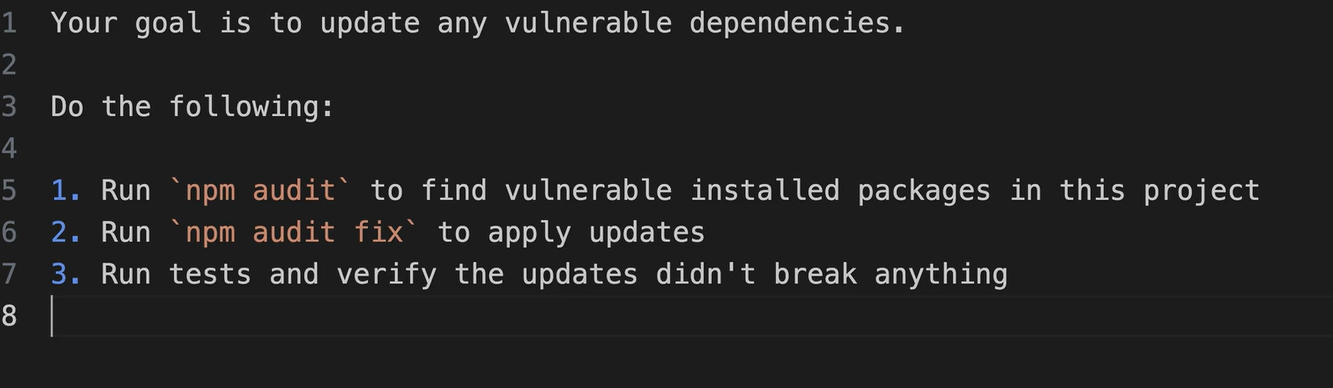 1 Your goal is to update any vulnerable dependencies.
2
3 Do the following:
4
5 1. Run `npm audit` to find vulnerable installed packages in this project
6 2. Run `npm audit fix` to apply updates
7 3. Run tests and verify the updates didn't break anything
8